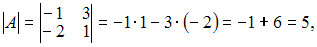 |A| = | -1 3 ; -2 1 | = -1·1 - 3·(-2) = -1 + 6 = 5,